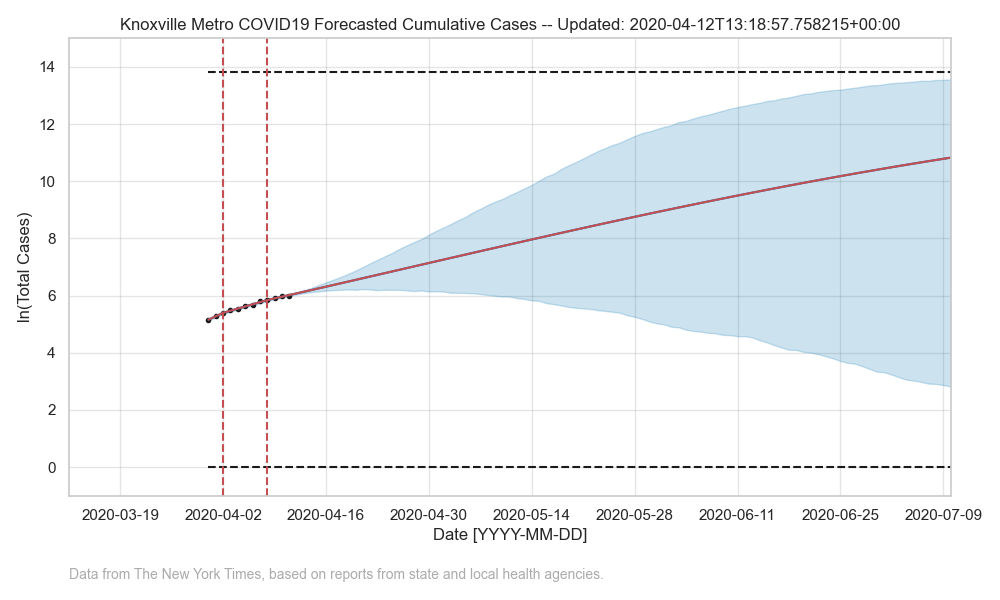 Knoxville Metro COVID19 Forecasted Cumulative Cases -- Updated: 2020-04-12T13:18:57.758215+00:00
14
12
10
8
6
4
2
0
ln(Total Cases)
2020-03-19 2020-04-02 2020-04-16 2020-04-30 2020-05-14 2020-05-28 2020-06-11 2020-06-25 2020-07-09
Date [YYYY-MM-DD]
Data from The New York Times, based on reports from state and local health agencies.